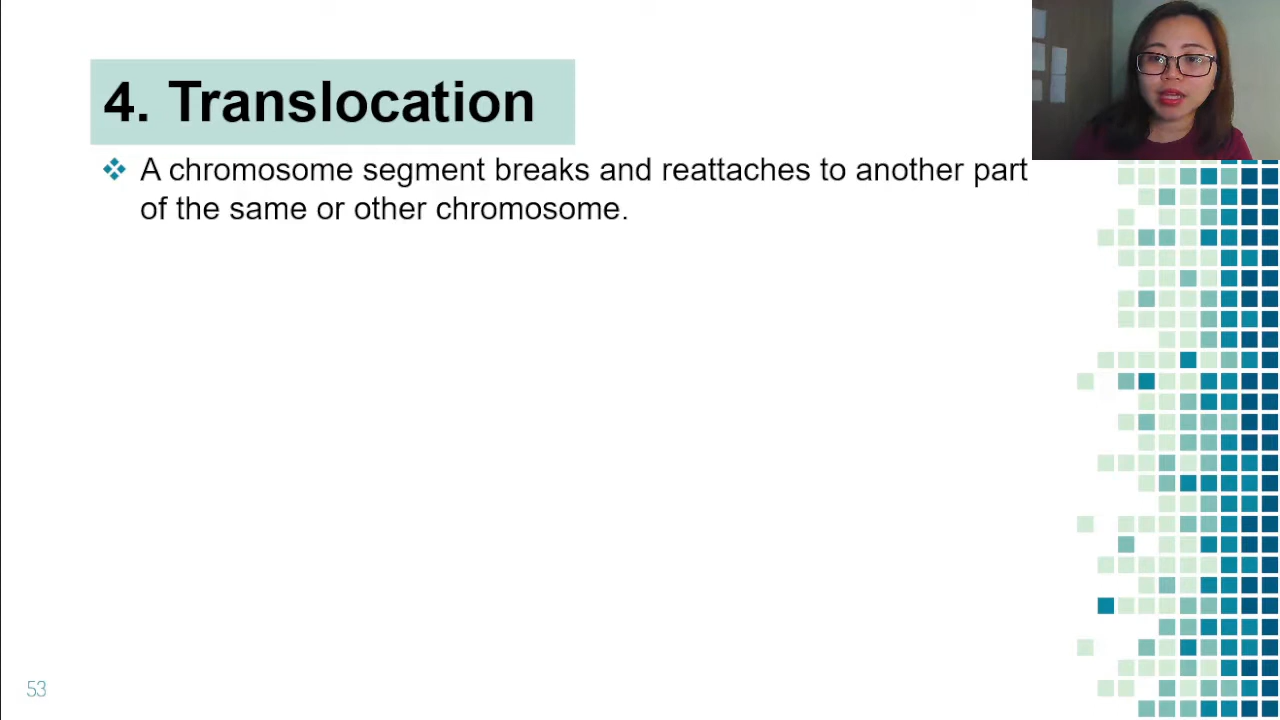 4. Translocation
A chromosome segment breaks and reattaches to another part
of the same or other chromosome.
53